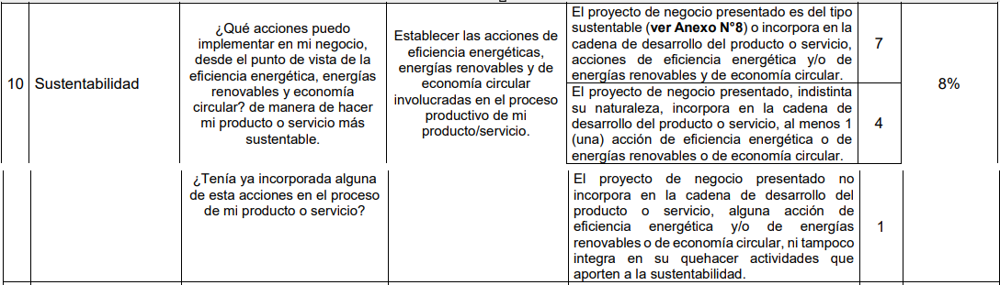 10
Sustentabilidad
¿Qué acciones puedo
implementar en mi negocio,
desde el punto de vista de la
eficiencia energética, energías
renovables y economía
circular? de manera de hacer
mi producto o servicio más
sustentable.
Establecer las acciones de
eficiencia energéticas,
energías renovables y de
economía circular
involucradas en el proceso
productivo de mi
producto/servicio.
El proyecto de negocio presentado es del tipo
sustentable (ver Anexo N°8) o incorpora en la
cadena de desarrollo del producto o servicio,
acciones de eficiencia energética y/o de
energías renovables y de economía circular.
7
El proyecto de negocio presentado, indistinta
su naturaleza, incorpora en la cadena de
desarrollo del producto o servicio, al menos 1
(una) acción de eficiencia energética o de
energías renovables o de economía circular.
4
8%
¿Tenía ya incorporada alguna
de esta acciones en el proceso
de mi producto o servicio?
El proyecto de negocio presentado no
incorpora en la cadena de desarrollo del
producto o servicio, alguna acción de
eficiencia energética y/o de energías
renovables o de economía circular, ni tampoco
integra en su quehacer actividades que
aporten a la sustentabilidad.
1